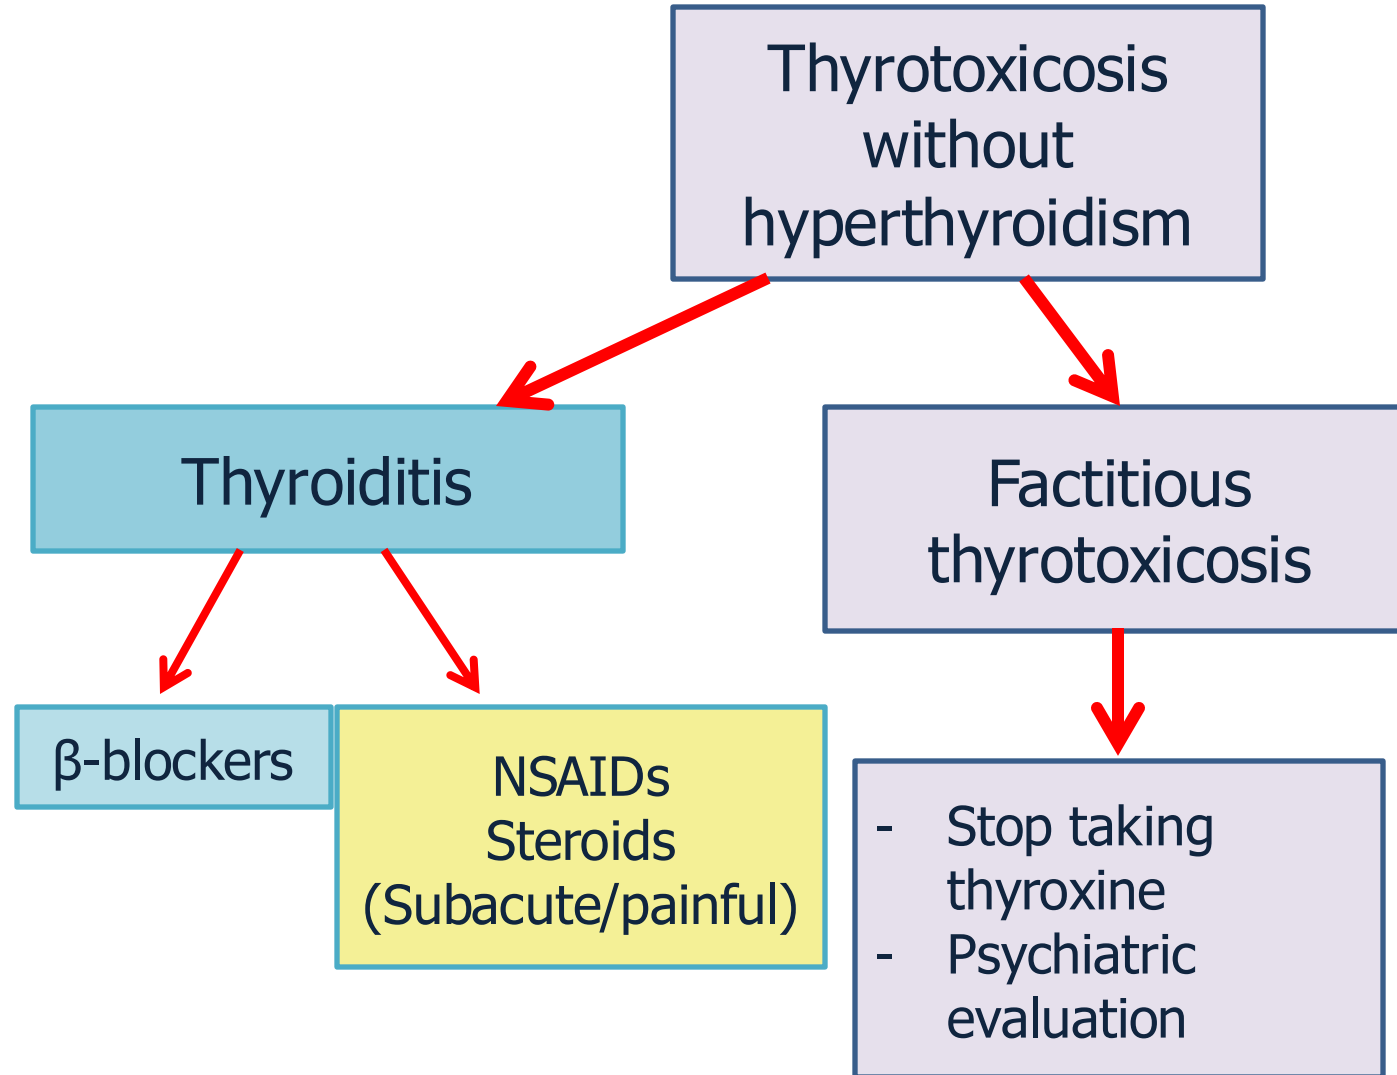 Thyrotoxicosis
without
hyperthyroidism
Thyroiditis
Factitious
thyrotoxicosis
β-blockers
NSAIDs
Steroids
(Subacute/painful)
- Stop taking
thyroxine
- Psychiatric
evaluation